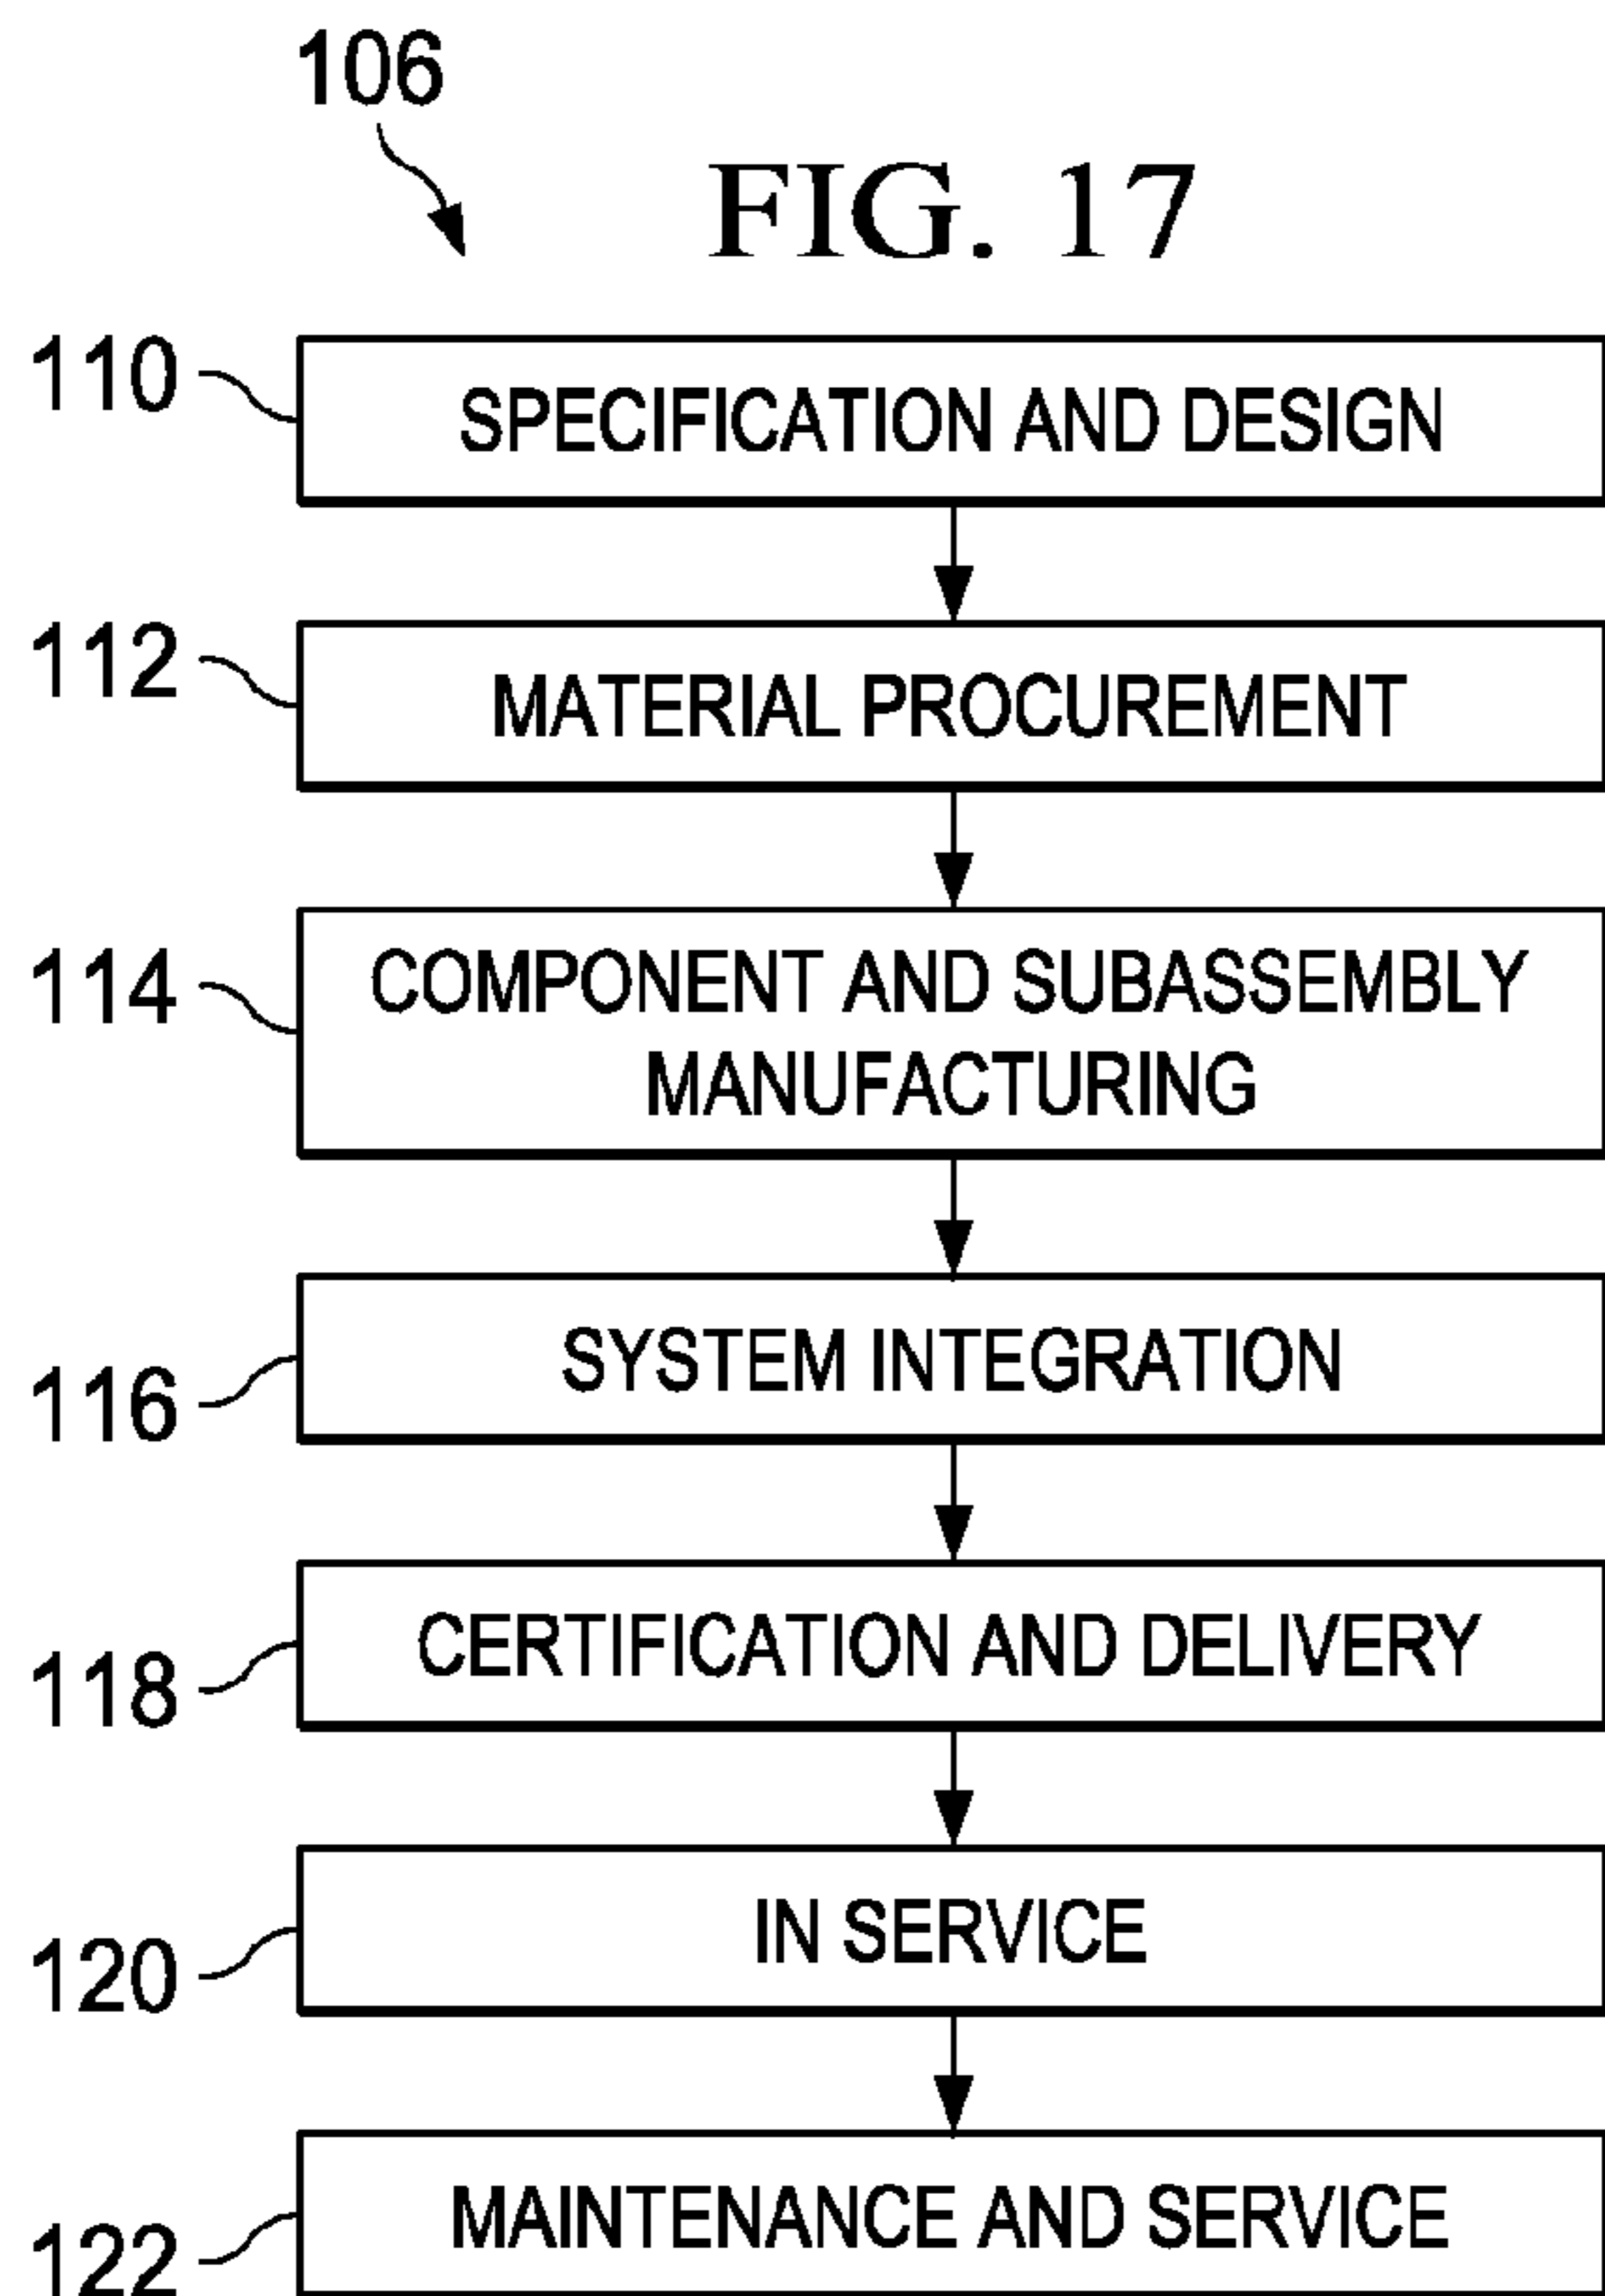 106
FIG. 17
110
SPECIFICATION AND DESIGN
112
MATERIAL PROCUREMENT
114
COMPONENT AND SUBASSEMBLY
MANUFACTURING
116
SYSTEM INTEGRATION
118
CERTIFICATION AND DELIVERY
120
IN SERVICE
122
MAINTENANCE AND SERVICE